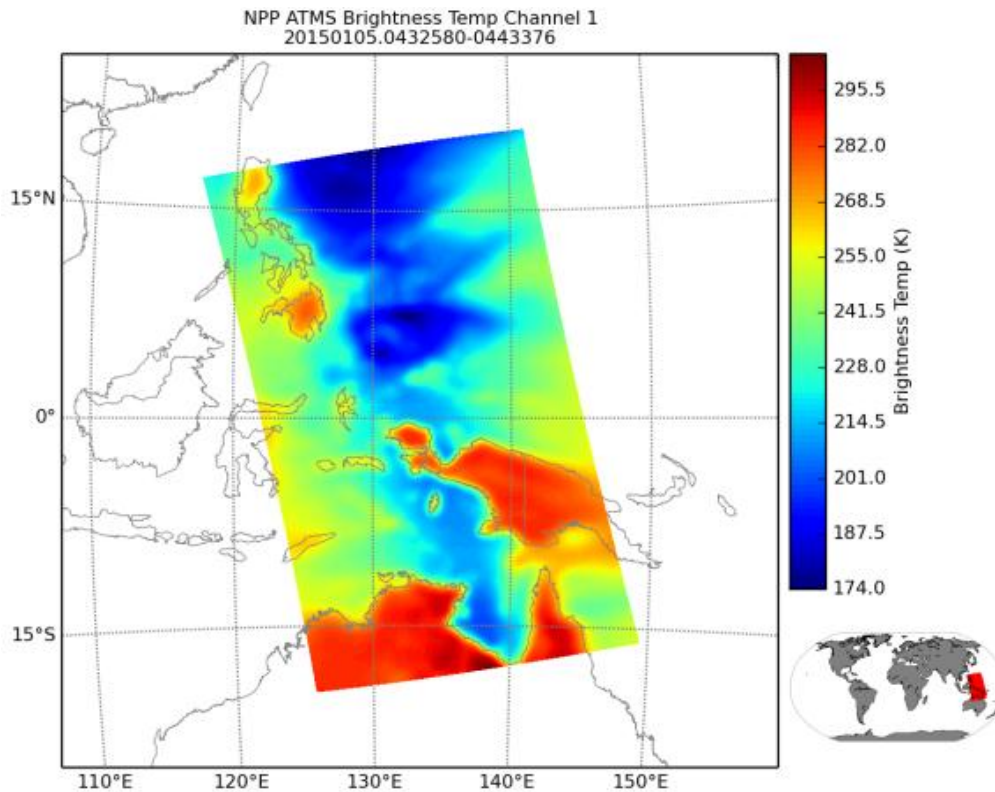 NPP ATMS Brightness Temp Channel 1
20150105.0432580-0443376
295.5
282.0
268.5
255.0
241.5
228.0
214.5
201.0
187.5
174.0
Brightness Temp (K)
15°N
0°
15°S
110°E
120°E
130°E
140°E
150°E